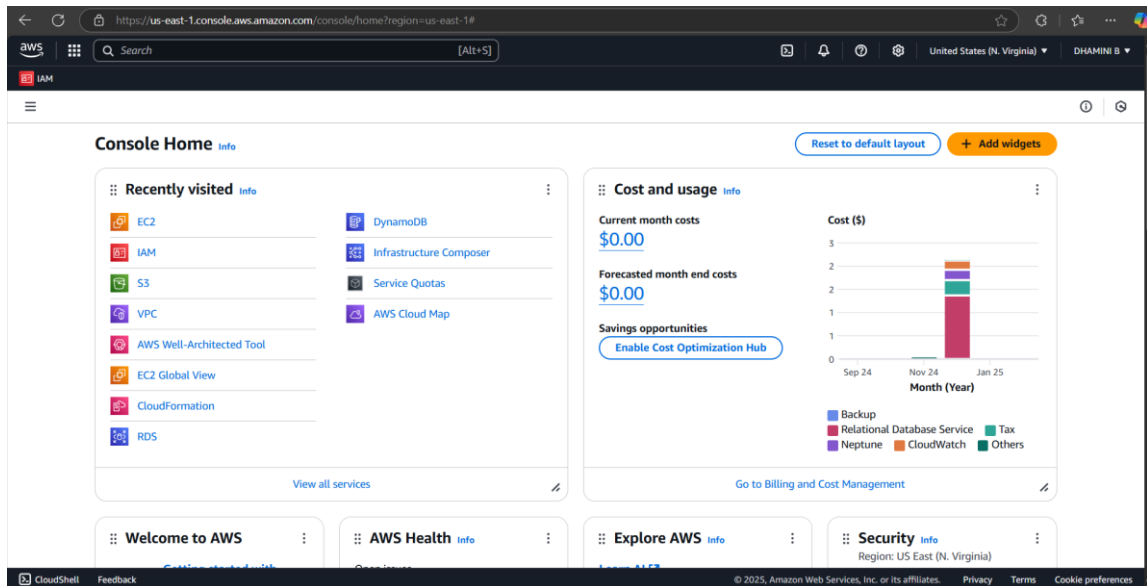 https://us-east-1.console.aws.amazon.com/console/home?region=us-east-1#
aws
Search [Alt+S]
United States (N. Virginia) ▼
DHAMINI B ▼
IAM
Console Home Info
Reset to default layout
+ Add widgets
Recently visited Info
EC2
IAM
S3
VPC
AWS Well-Architected Tool
EC2 Global View
CloudFormation
RDS
DynamoDB
Infrastructure Composer
Service Quotas
AWS Cloud Map
View all services
Cost and usage Info
Current month costs
$0.00
Forecasted month end costs
$0.00
Savings opportunities
Enable Cost Optimization Hub
Cost ($)
3
2
2
1
1
0
Sep 24 Nov 24 Jan 25
Month (Year)
Backup
Relational Database Service Tax
Neptune CloudWatch Others
Go to Billing and Cost Management
Welcome to AWS
Getting started with
AWS Health Info
Open issues
Explore AWS Info
Security Info
Region: US East (N. Virginia)
CloudShell Feedback
© 2025, Amazon Web Services, Inc. or its affiliates. Privacy Terms Cookie preferences